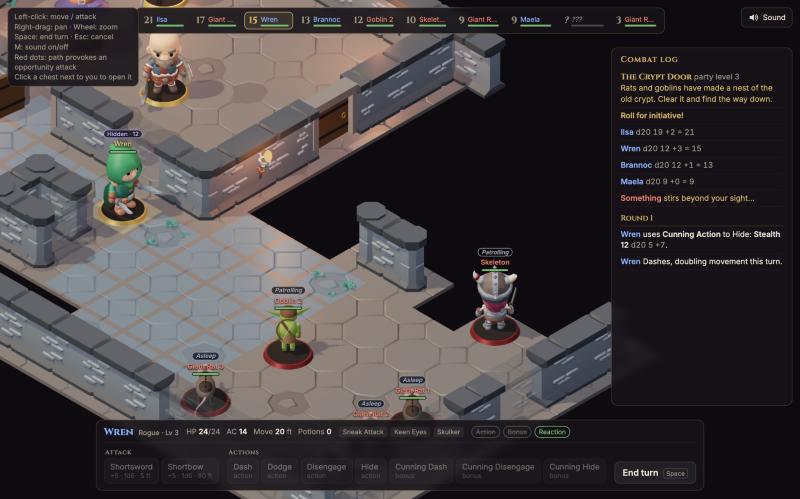 Left-click: move / attack
Right-drag: pan · Wheel: zoom
Space: end turn · Esc: cancel
M: sound on/off
Red dots: path provokes an
opportunity attack
Click a chest next to you to open it
21 Ilsa
17 Giant ...
15 Wren
13 Brannoc
12 Goblin 2
10 Skelet...
9 Giant R...
9 Maela
? ???
3 Giant R...
Sound
Combat log
The Crypt Door party level 3
Rats and goblins have made a nest of the
old crypt. Clear it and find the way down.
Roll for initiative!
Ilsa d20 19 +2 = 21
Wren d20 12 +3 = 15
Brannoc d20 12 +1 = 13
Maela d20 9 +0 = 9
Something stirs beyond your sight...
Round 1
Wren uses Cunning Action to Hide: Stealth
12 d20 5 +7.
Wren Dashes, doubling movement this turn.
Hidden · 12
Wren
Patrolling
Skeleton
Patrolling
Goblin 2
Asleep
Asleep
Asleep
Wren Rogue · Lv 3 HP 24/24 AC 14 Move 20 ft Potions 0 Sneak Attack Keen Eyes Skulker Action Bonus Reaction
Attack
Actions
Shortsword
+5 · 1d6 · 5 ft
Shortbow
+5 · 1d6 · 80 ft
Dash
action
Dodge
action
Disengage
action
Hide
action
Cunning Dash
bonus
Cunning Disengage
bonus
Cunning Hide
bonus
End turn Space